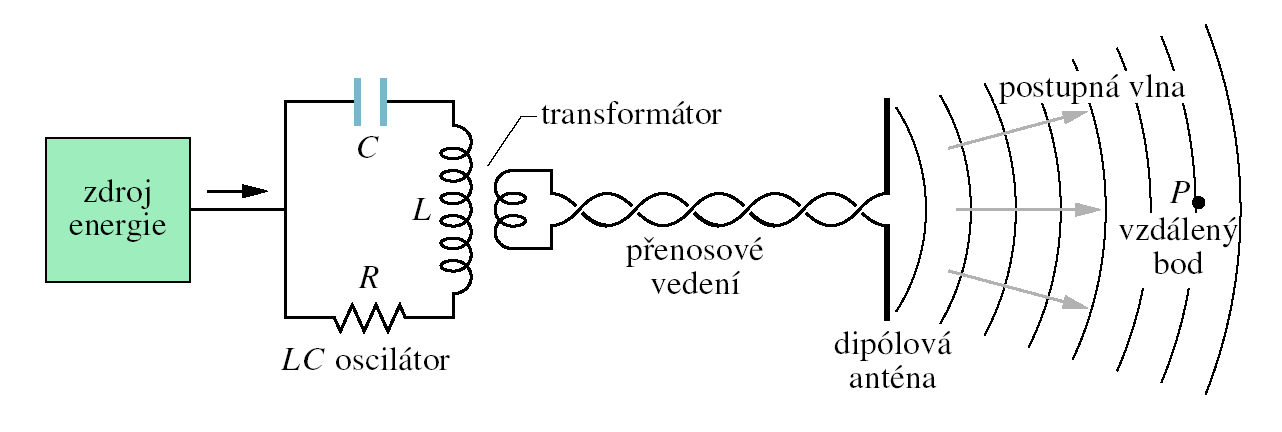 zdroj
energie
C
L
R
LC oscilátor
transformátor
přenosové
vedení
dipólová
anténa
postupná vlna
P
vzdálený
bod